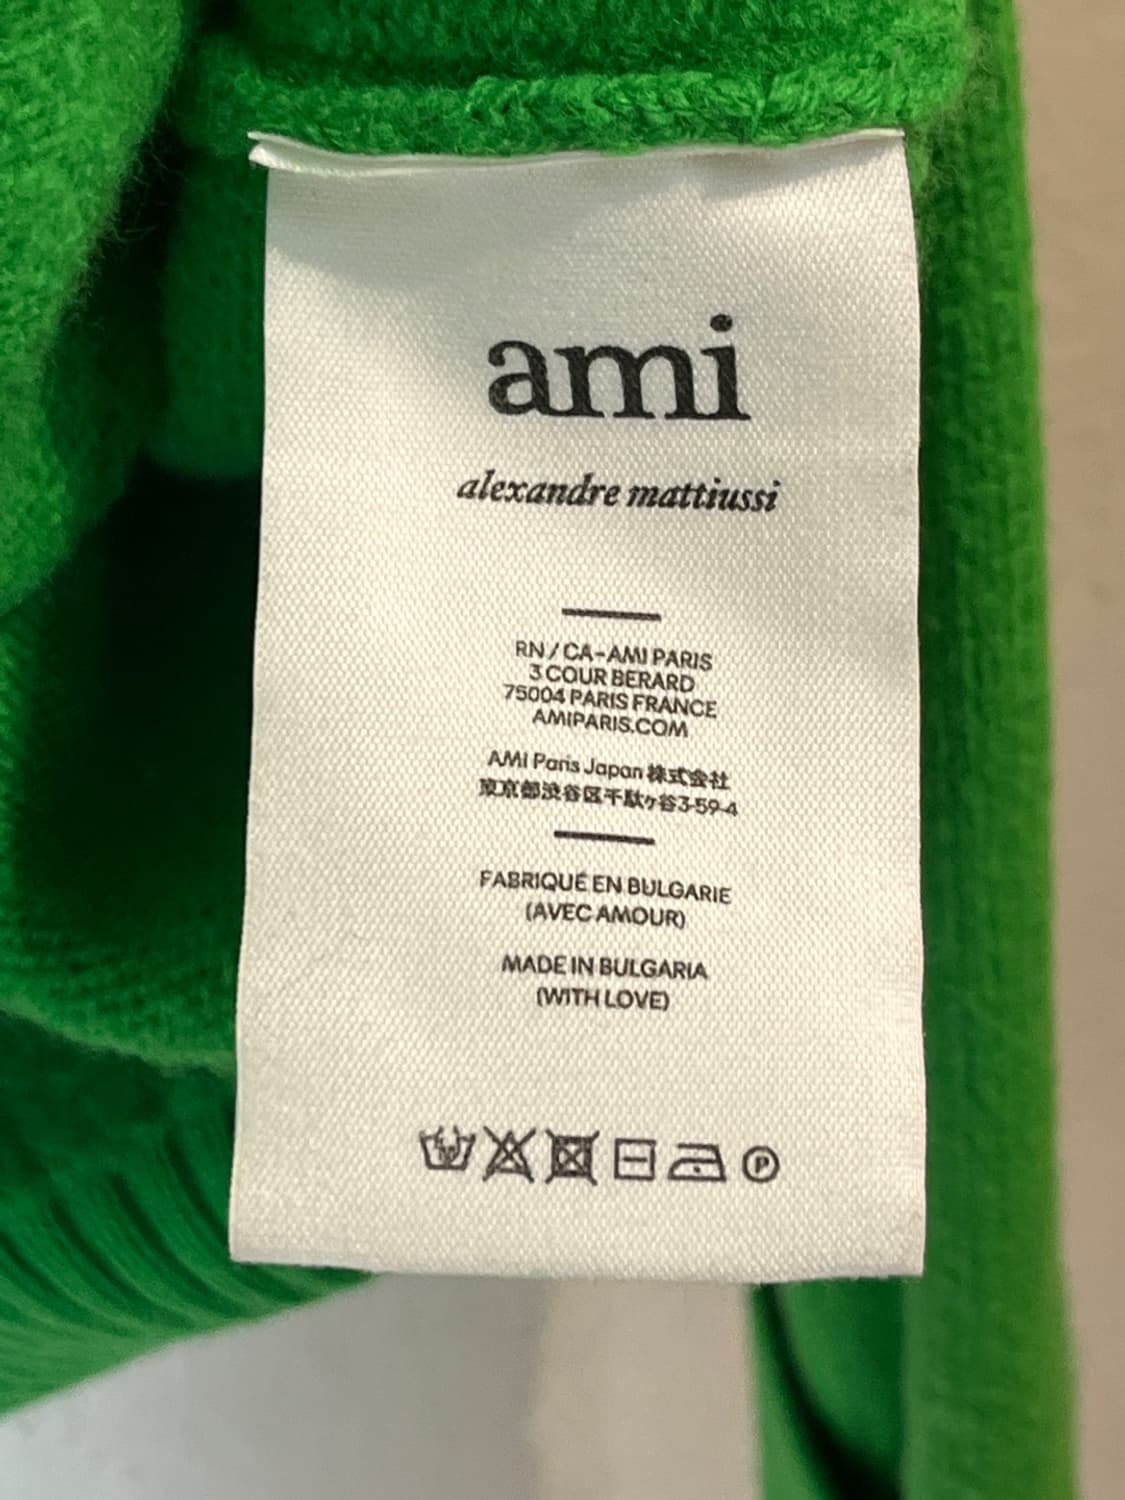 ami
alexandre mattiussi
RN / CA-AMI PARIS
3 COUR BERARD
75004 PARIS FRANCE
AMIPARIS.COM
AMI Paris Japan 株式会社
東京都渋谷区千駄ヶ谷3-59-4
FABRIQUÉ EN BULGARIE
(AVEC AMOUR)
MADE IN BULGARIA
(WITH LOVE)
P